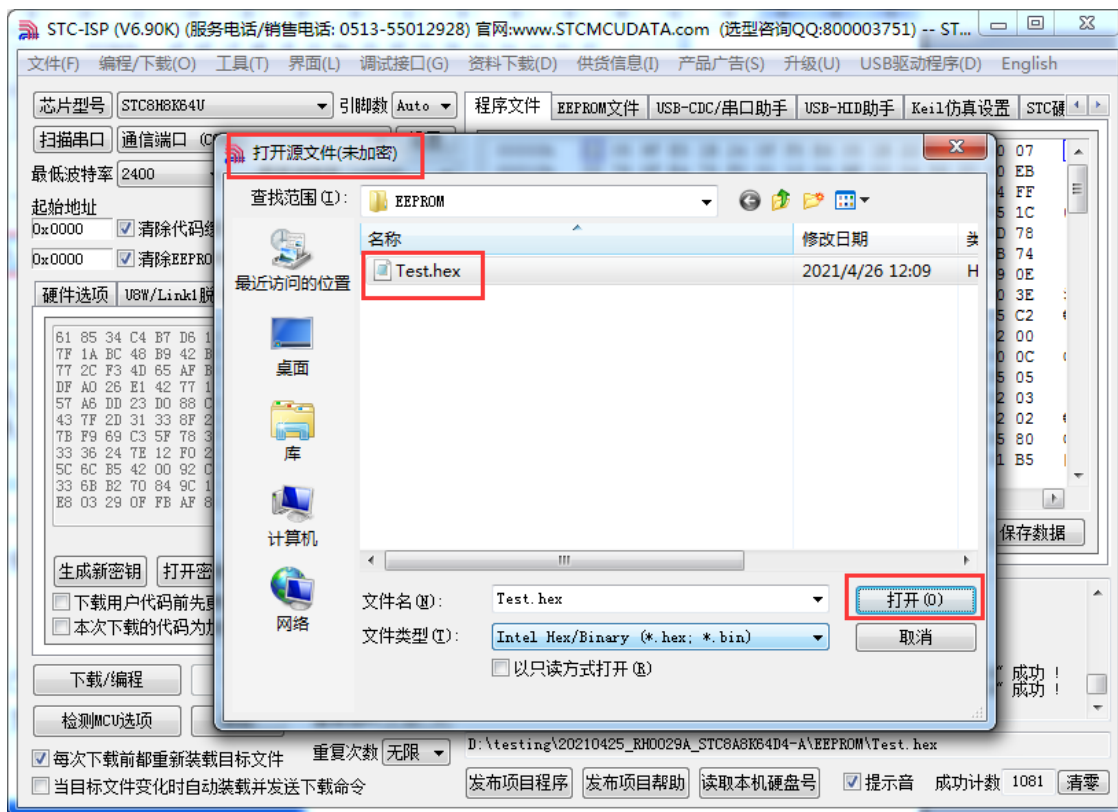 STC-ISP (V6.90K) (服务电话/销售电话: 0513-55012928) 官网:www.STCMCUDATA.com (选型咨询QQ:800003751) -- ST...
文件(F) 编程/下载(O) 工具(T) 界面(L) 调试接口(G) 资料下载(D) 供货信息(I) 产品广告(S) 升级(U) USB驱动程序(D) English
芯片型号 STC8H8K64U 引脚数 Auto 程序文件 EEPROM文件 USB-CDC/串口助手 USB-HID助手 Keil仿真设置 STC硬
扫描串口 通信端口
打开源文件(未加密)
07
最低波特率 2400
EB
查找范围(I): EEPROM
FF
起始地址
1C
0x0000 清除代码
78
名称 修改日期 类
74
0x0000 清除EEPRO
0E
Test.hex 2021/4/26 12:09 H
最近访问的位置
硬件选项 U8W/Link1脱
3E
C2
61 85 34 C4 B7 D6 1
00
7F 1A BC 48 B9 42 B
0C
77 2C F3 4D 65 AF B
桌面
05
DF A0 26 E1 42 77 1
03
57 A6 DD 23 D0 88 C
02
43 7F 2D 31 33 8F 2
80
7B F9 69 C3 5F 78 3
B5
33 36 24 7E 12 F0 2
库
5C 6C B5 42 00 92 C
33 6B B2 70 84 9C 1
E8 03 29 0F FB AF 8
计算机
保存数据
生成新密钥 打开密
文件名(N): Test.hex 打开(O)
下载用户代码前先
网络
本次下载的代码为
文件类型(T): Intel Hex/Binary (*.hex; *.bin) 取消
以只读方式打开(R)
下载/编程
成功 !
成功 !
检测MCU选项
每次下载前都重新装载目标文件 重复次数 无限 D:\testing\20210425_RH0029A_STC8A8K64D4-A\EEPROM\Test.hex
当目标文件变化时自动装载并发送下载命令 发布项目程序 发布项目帮助 读取本机硬盘号 提示音 成功计数 1081 清零